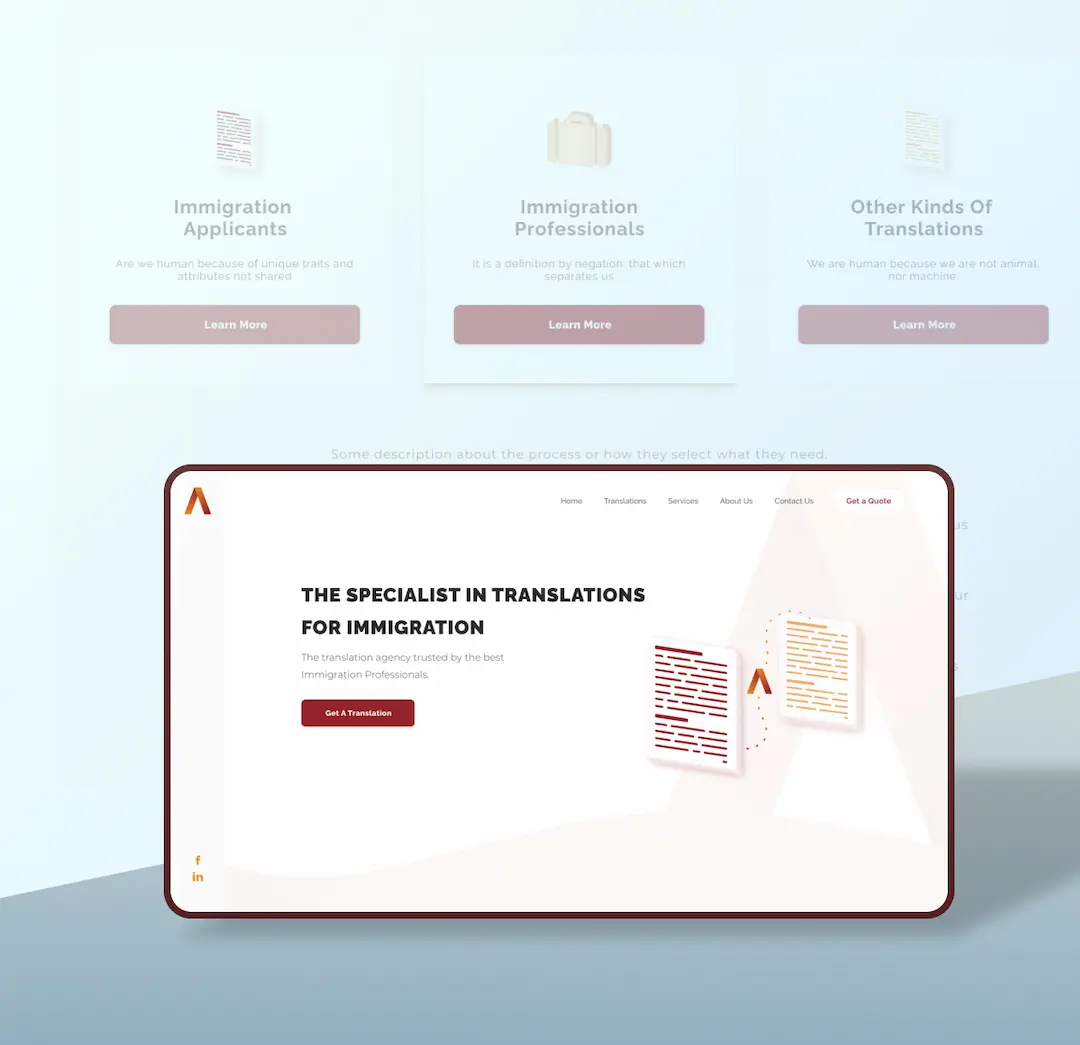 Immigration
Applicants
Are we human because of unique traits and
attributes not shared
Learn More
Immigration
Professionals
It is a definition by negation: that which
separates us
Learn More
Other Kinds Of
Translations
We are human because we are not animal,
nor machine.
Learn More
Some description about the process or how they select what they need.
us
ur
s
Home
Translations
Services
About Us
Contact Us
Get a Quote
THE SPECIALIST IN TRANSLATIONS
FOR IMMIGRATION
The translation agency trusted by the best
Immigration Professionals.
Get A Translation
f
in